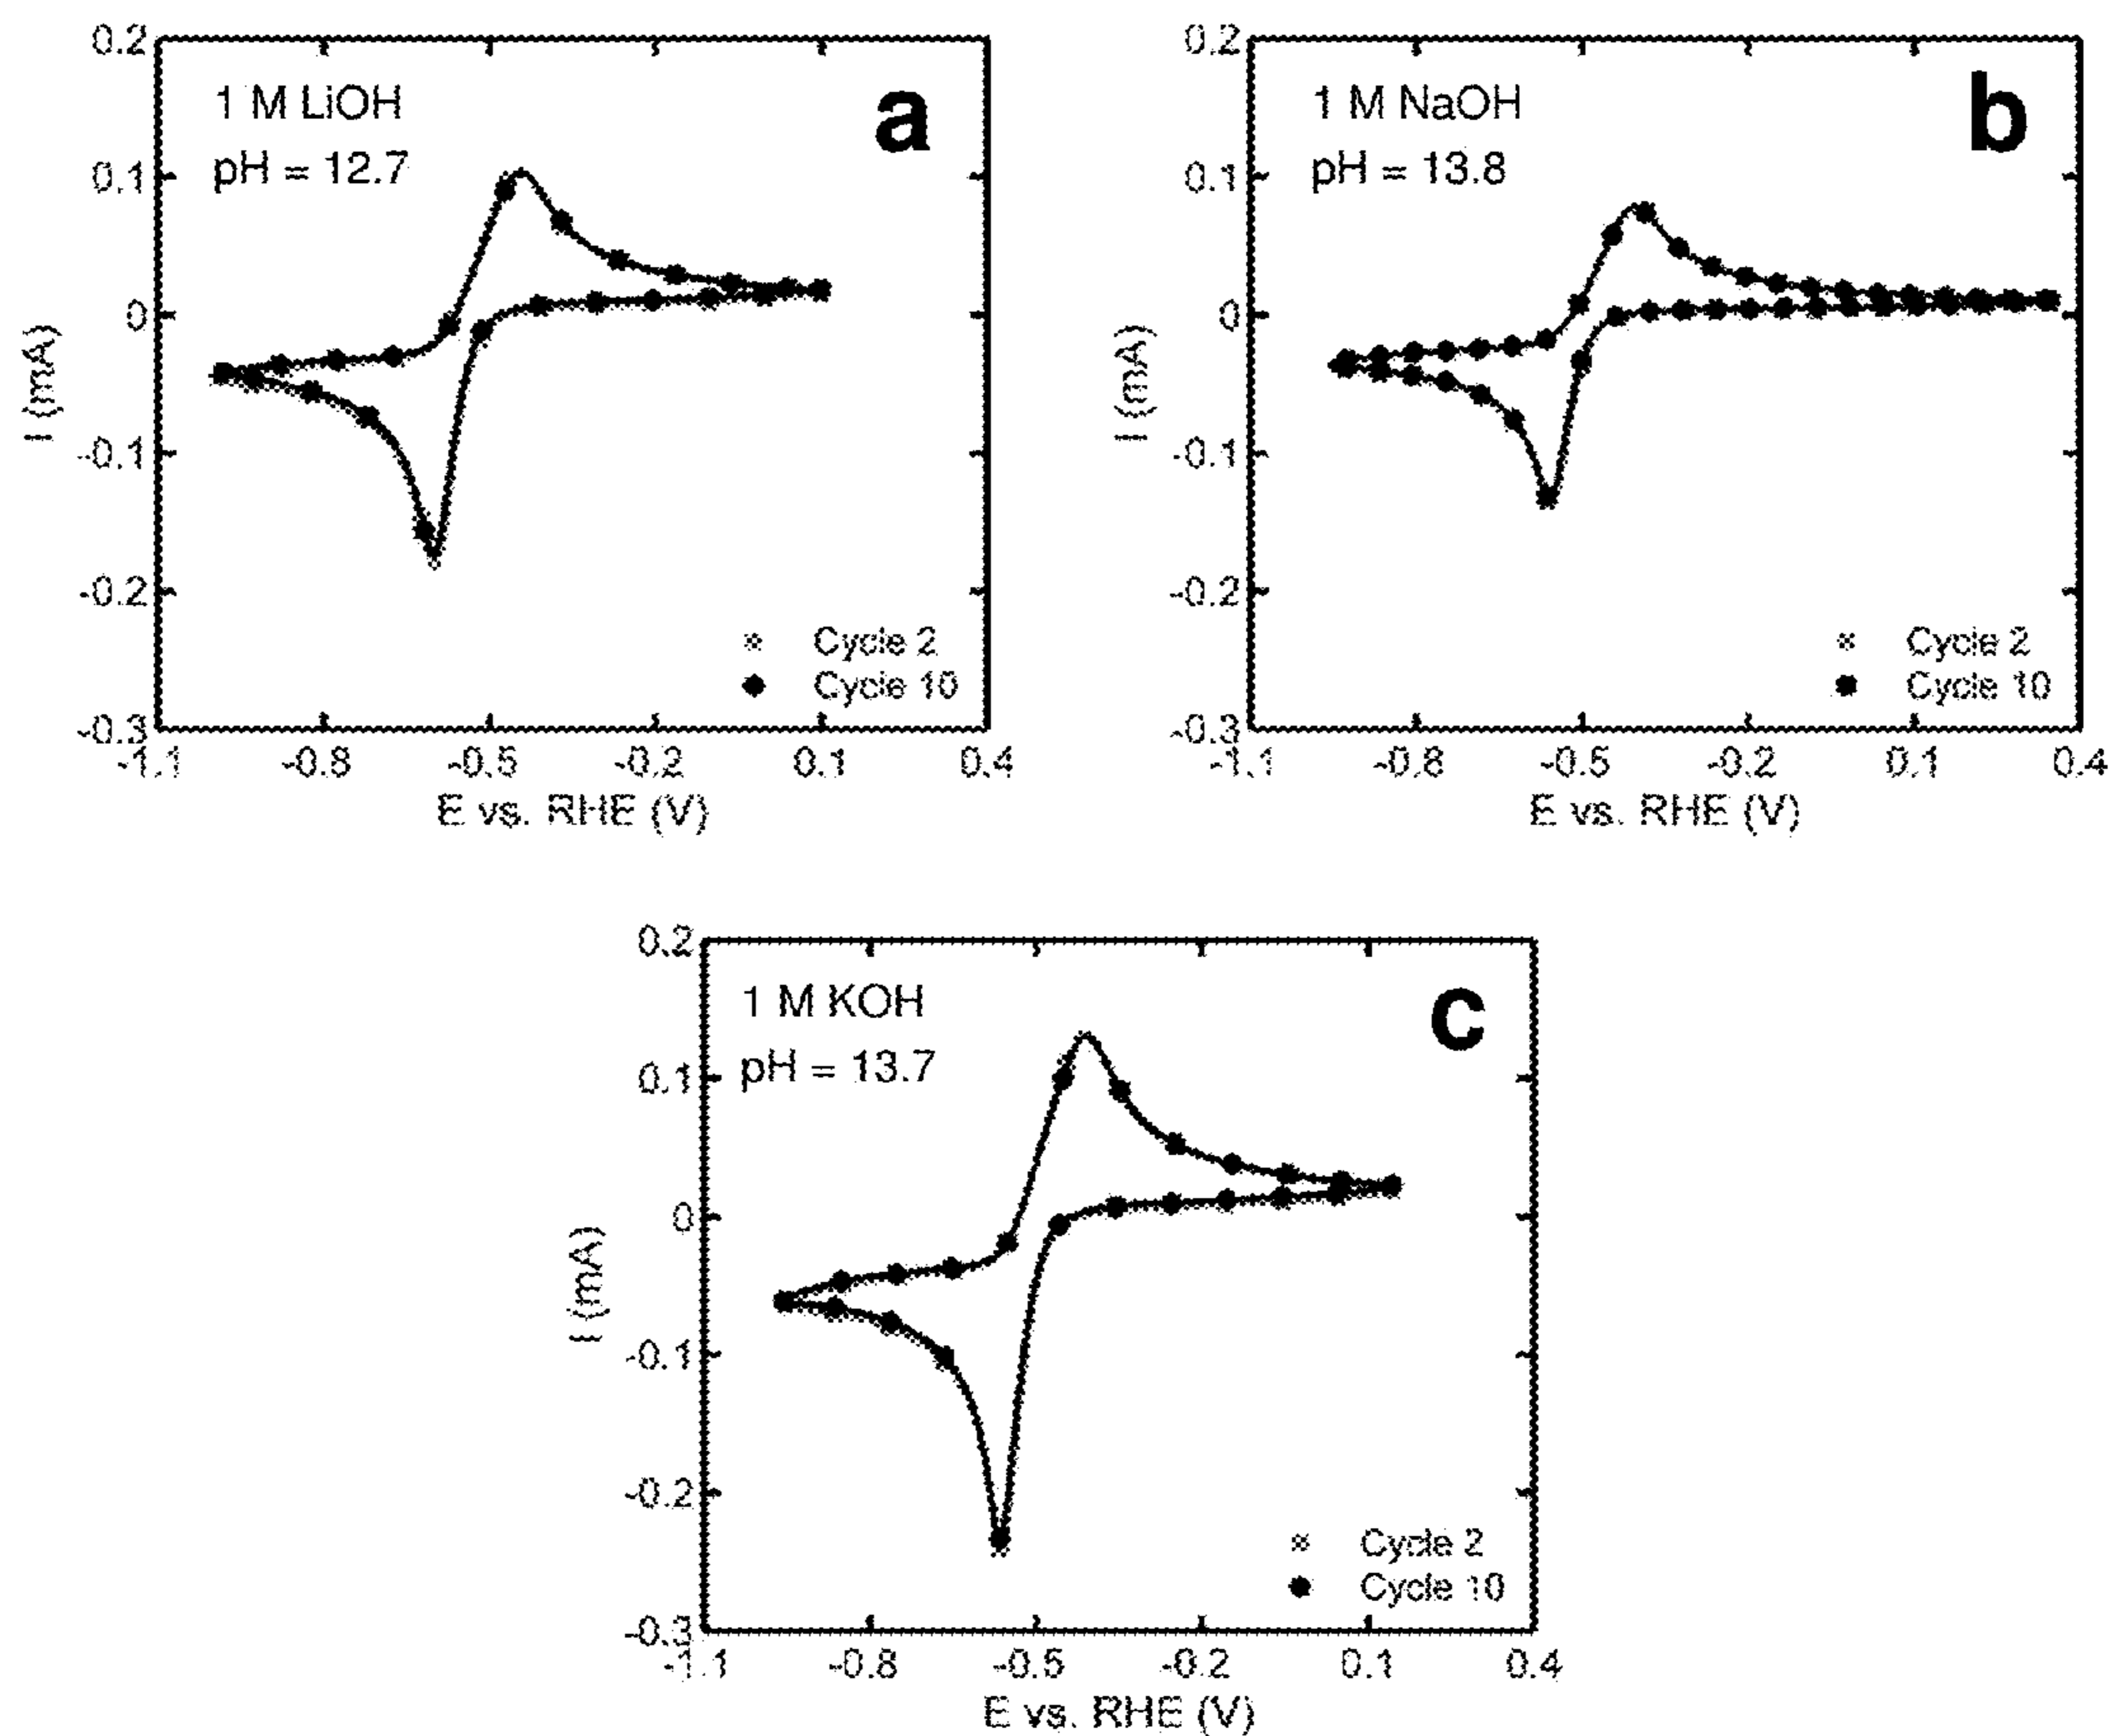 1 M LiOH
pH = 12.7
a
0.2
0.1
0
-0.1
-0.2
-0.3
I (mA)
-1.1 -0.8 -0.5 -0.2 0.1 0.4
E vs. RHE (V)
Cycle 2
Cycle 10
1 M NaOH
pH = 13.8
b
0.2
0.1
0
-0.1
-0.2
-0.3
I (mA)
-1.1 -0.8 -0.5 -0.2 0.1 0.4
E vs. RHE (V)
Cycle 2
Cycle 10
1 M KOH
pH = 13.7
c
0.2
0.1
0
-0.1
-0.2
-0.3
I (mA)
-1.1 -0.8 -0.5 -0.2 0.1 0.4
E vs. RHE (V)
Cycle 2
Cycle 10